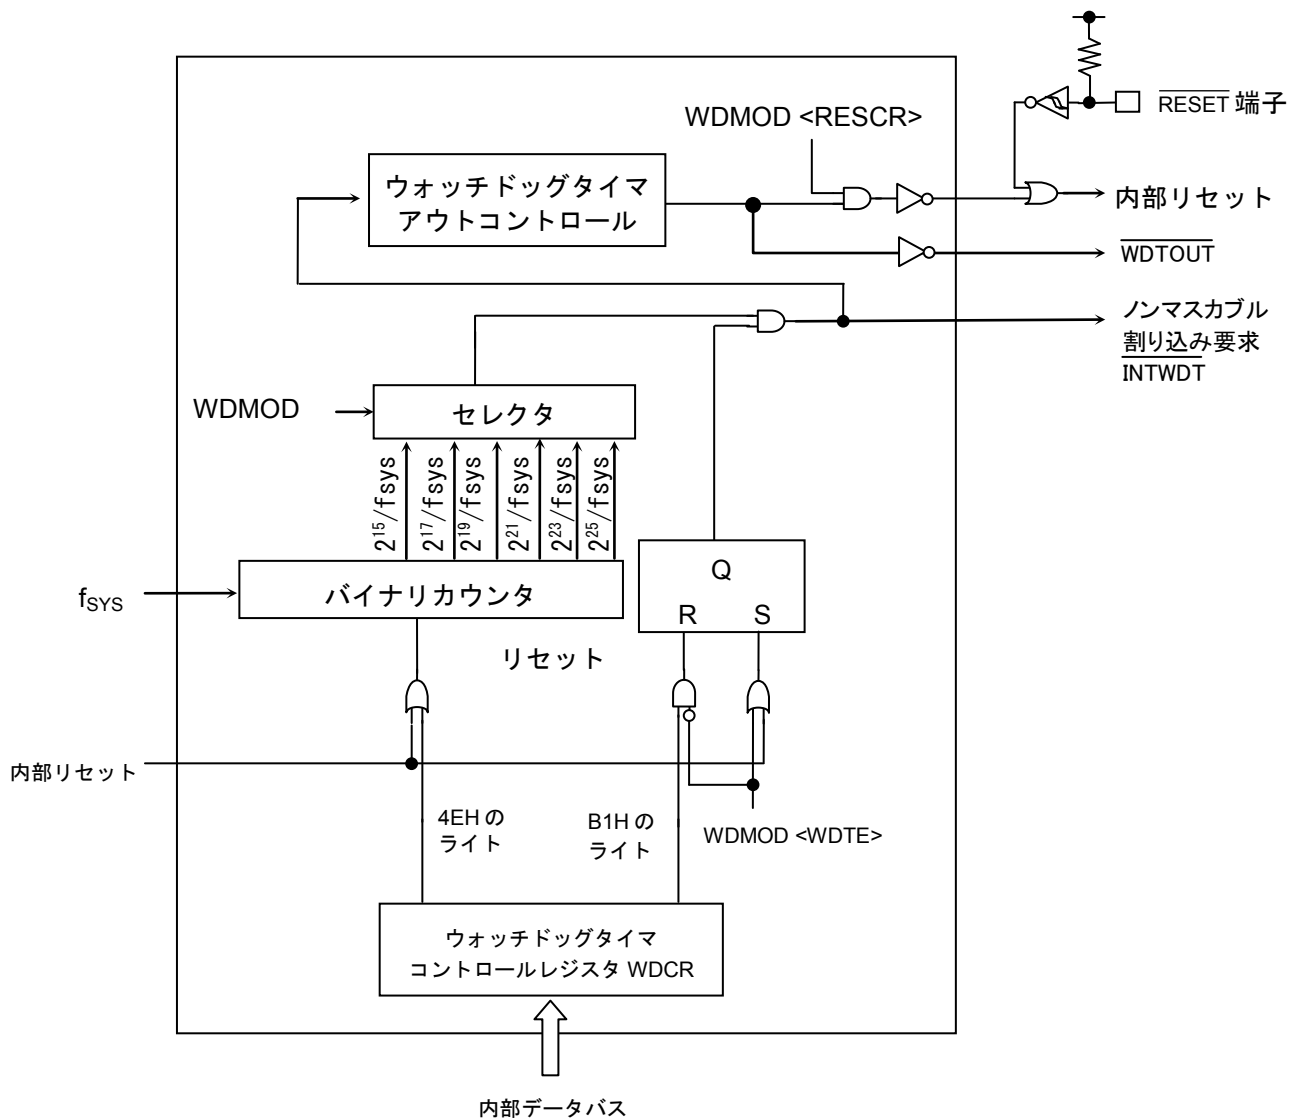 WDMOD <RESCR>
RESET 端子
ウォッチドッグタイマ
アウトコントロール
内部リセット
WDTOUT
ノンマスカブル
割り込み要求
INTWDT
WDMOD
セレクタ
2¹⁵/fsys
2¹⁷/fsys
2¹⁹/fsys
2²¹/fsys
2²³/fsys
2²⁵/fsys
fSYS
バイナリカウンタ
Q
R S
リセット
内部リセット
4EH の
ライト
B1H の
ライト
WDMOD <WDTE>
ウォッチドッグタイマ
コントロールレジスタ WDCR
内部データバス